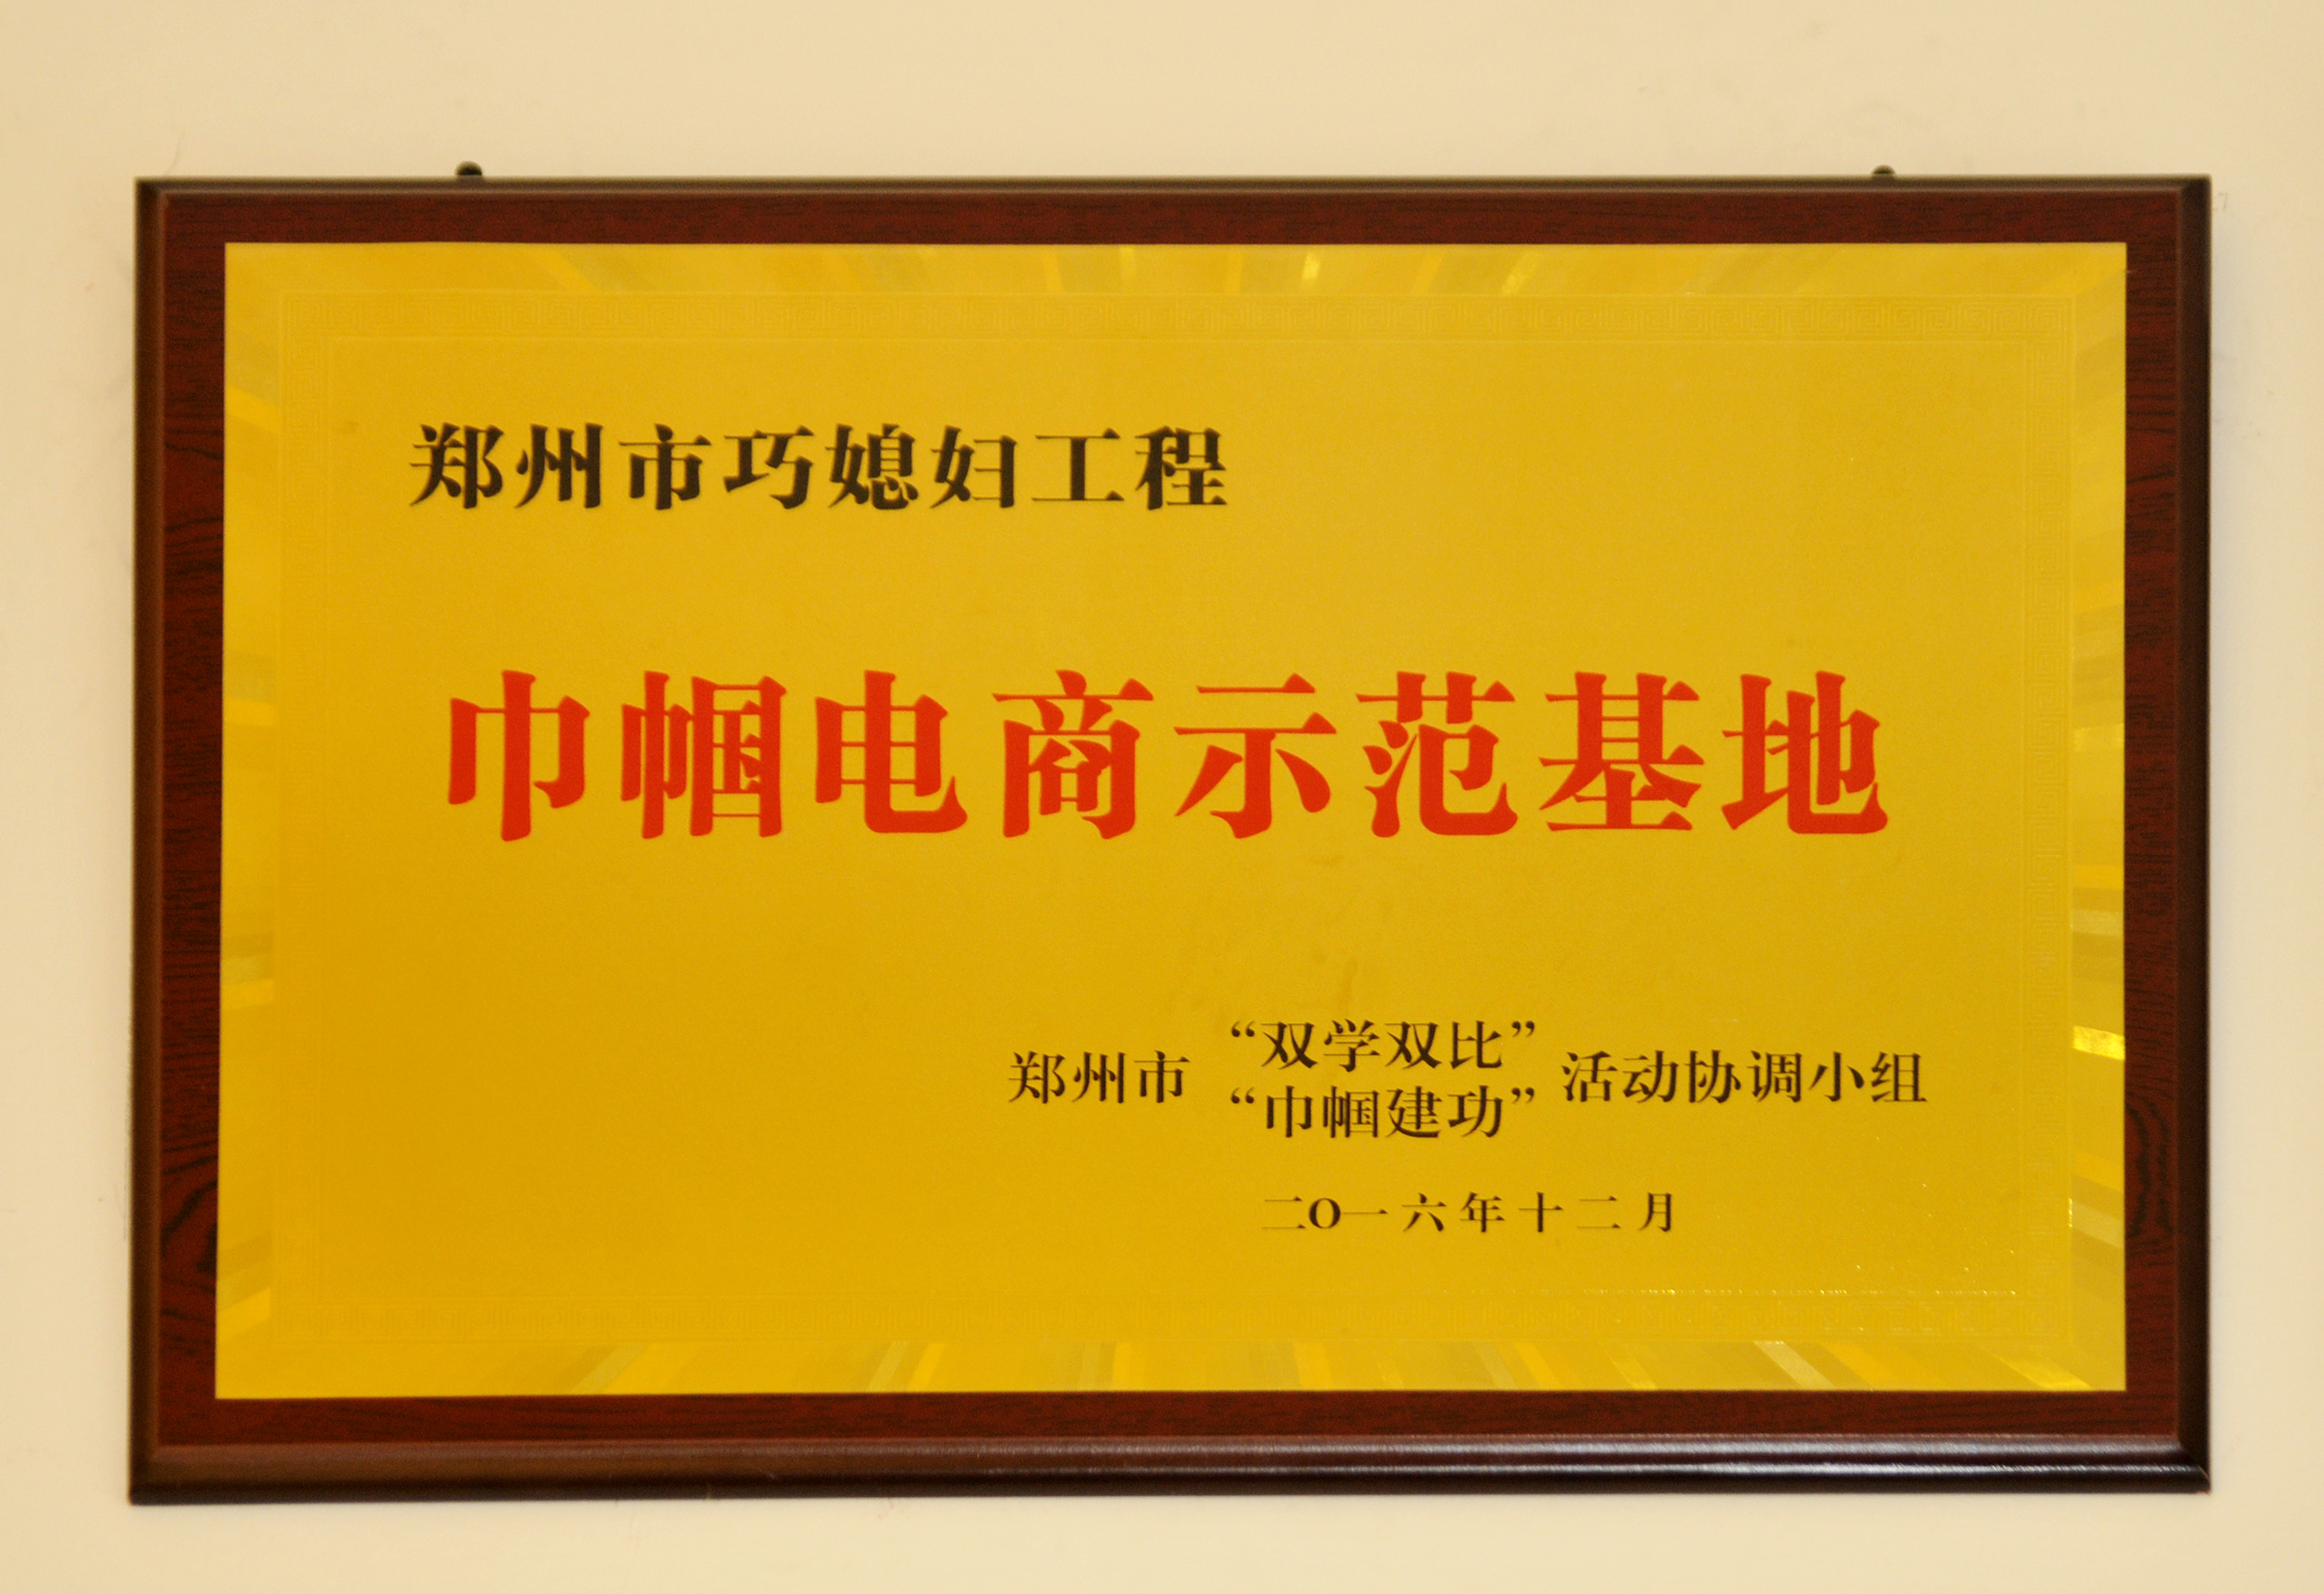 郑州市巧媳妇工程
巾帼电商示范基地
郑州市“双学双比”“巾帼建功”活动协调小组
二O一六年十二月